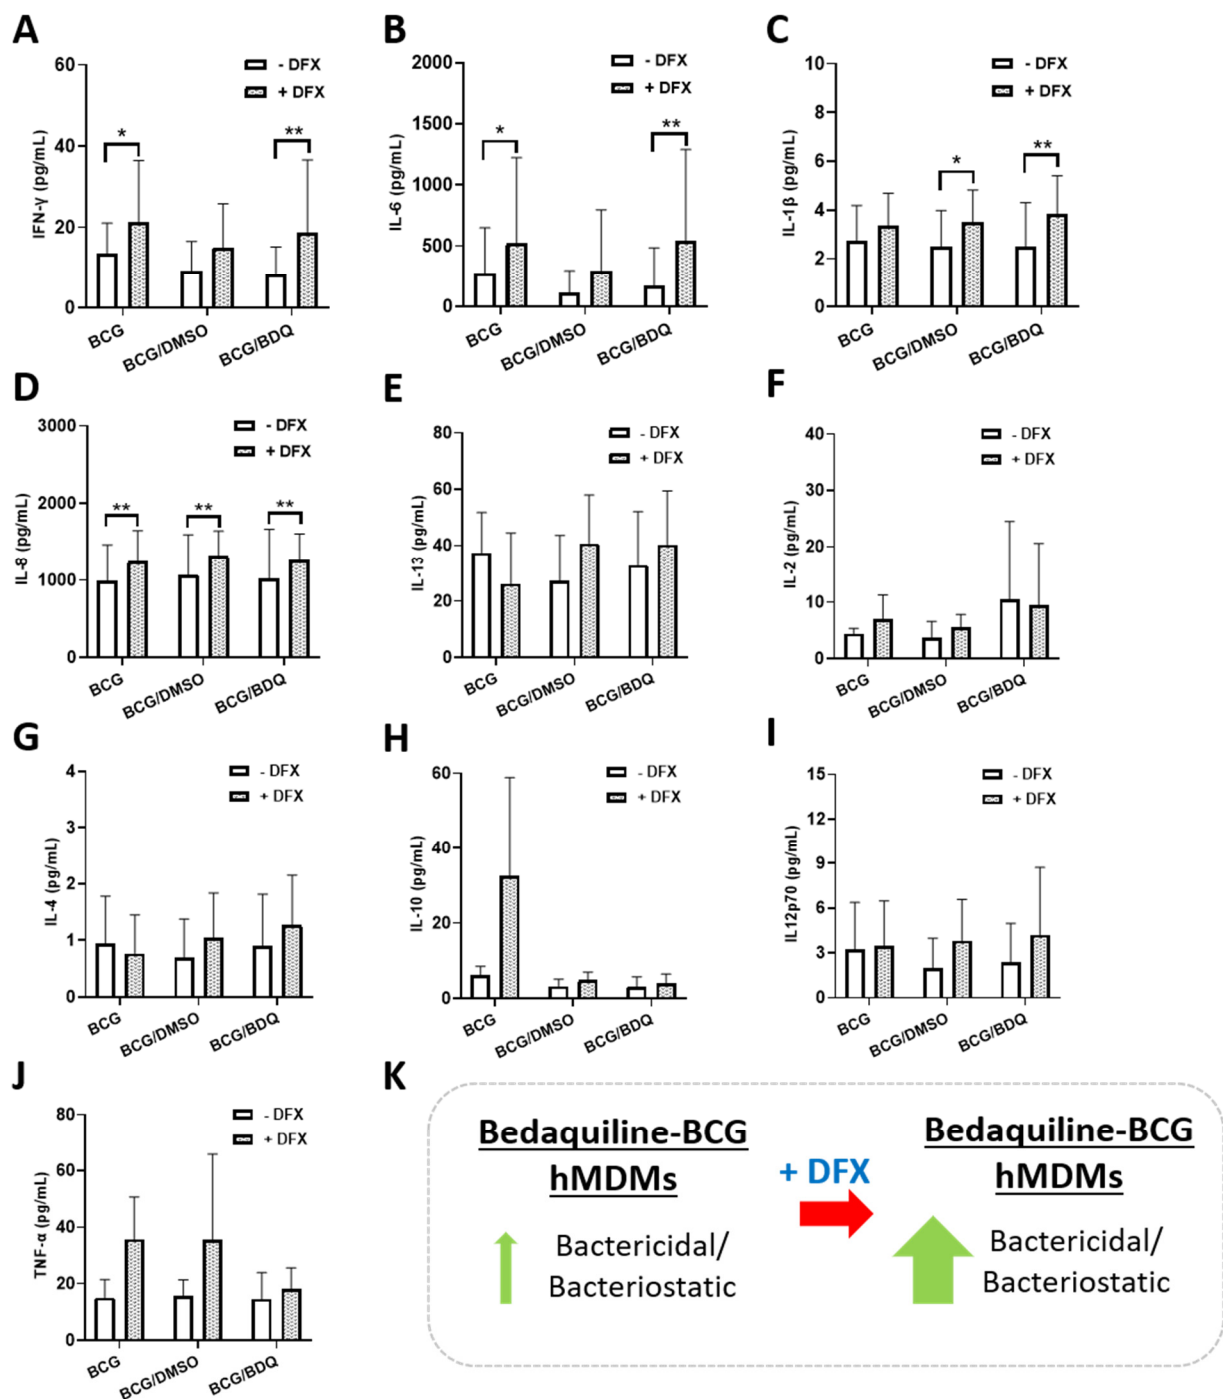 A
IFN-γ (pg/mL)
60
40
20
0
- DFX
+ DFX
*
**
BCG
BCG/DMSO
BCG/BDQ
B
IL-6 (pg/mL)
2000
1500
1000
500
0
- DFX
+ DFX
*
**
BCG
BCG/DMSO
BCG/BDQ
C
IL-1β (pg/mL)
10
8
6
4
2
0
- DFX
+ DFX
*
**
BCG
BCG/DMSO
BCG/BDQ
D
IL-8 (pg/mL)
3000
2000
1000
0
- DFX
+ DFX
**
**
**
BCG
BCG/DMSO
BCG/BDQ
E
IL-13 (pg/mL)
80
60
40
20
0
- DFX
+ DFX
BCG
BCG/DMSO
BCG/BDQ
F
IL-2 (pg/mL)
40
30
20
10
0
- DFX
+ DFX
BCG
BCG/DMSO
BCG/BDQ
G
IL-4 (pg/mL)
4
3
2
1
0
- DFX
+ DFX
BCG
BCG/DMSO
BCG/BDQ
H
IL-10 (pg/mL)
60
40
20
0
- DFX
+ DFX
BCG
BCG/DMSO
BCG/BDQ
I
IL12p70 (pg/mL)
15
12
9
6
3
0
- DFX
+ DFX
BCG
BCG/DMSO
BCG/BDQ
J
TNF-α (pg/mL)
80
60
40
20
0
- DFX
+ DFX
BCG
BCG/DMSO
BCG/BDQ
K
Bedaquiline-BCG
hMDMs
Bactericidal/
Bacteriostatic
+ DFX
Bedaquiline-BCG
hMDMs
Bactericidal/
Bacteriostatic